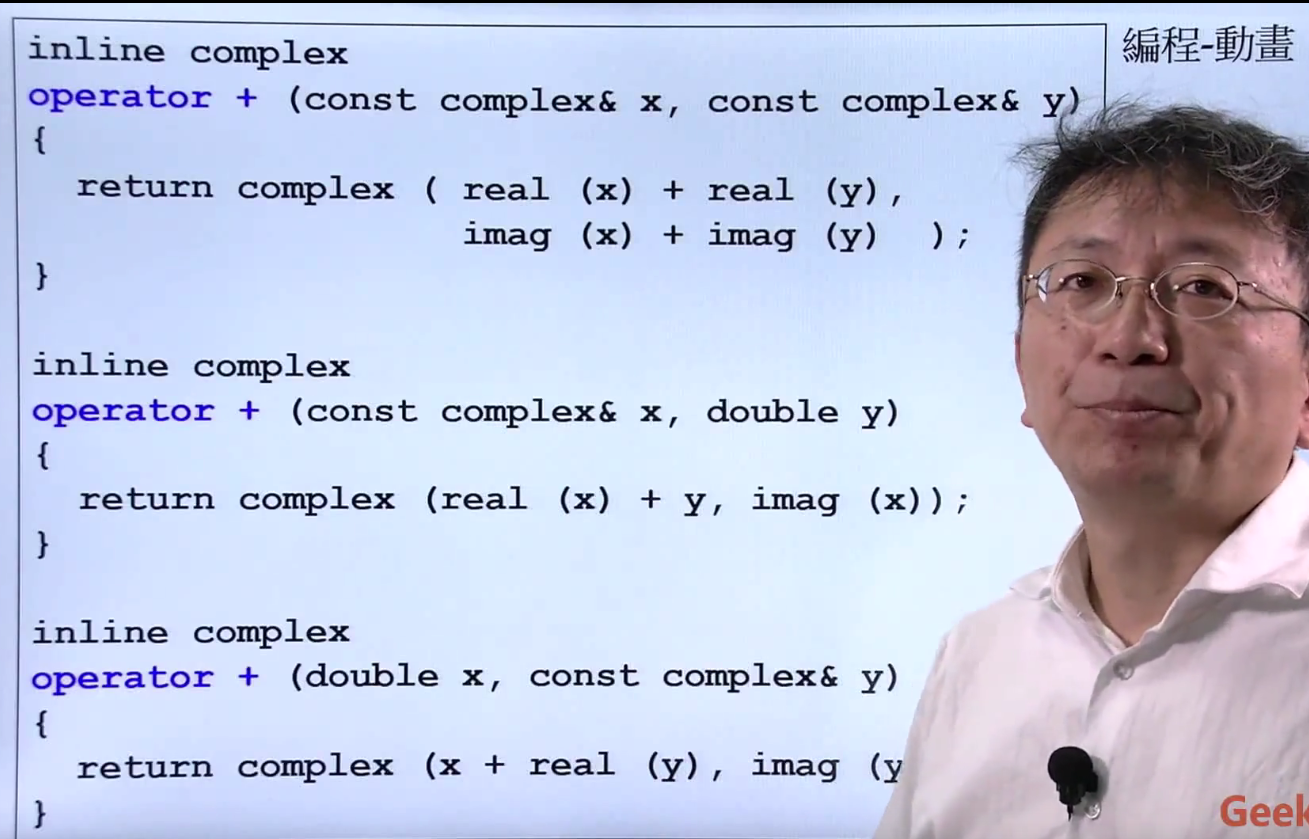 inline complex
operator + (const complex& x, const complex& y)
{
return complex ( real (x) + real (y),
imag (x) + imag (y) );
}
inline complex
operator + (const complex& x, double y)
{
return complex (real (x) + y, imag (x));
}
inline complex
operator + (double x, const complex& y)
{
return complex (x + real (y), imag (y
}
編程-動畫
Geek